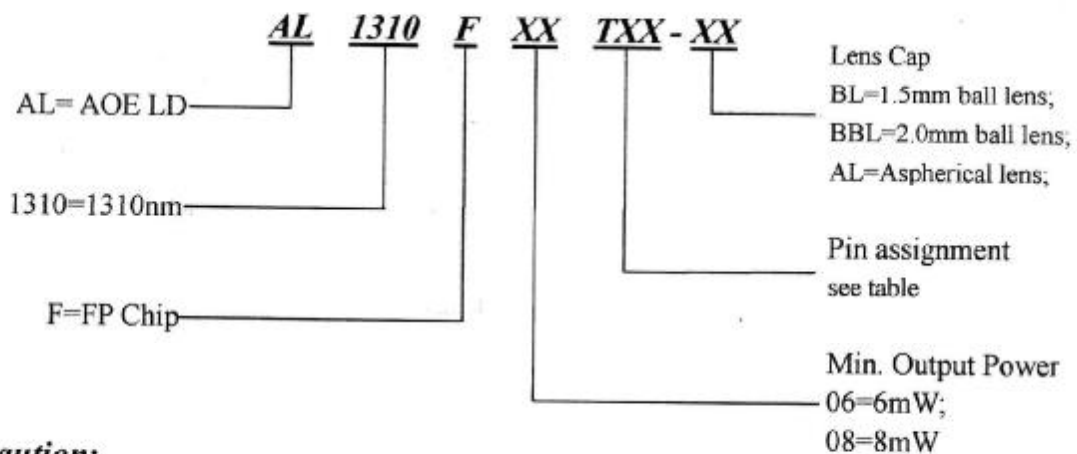 AL 1310 F XX TXX - XX
AL= AOE LD
1310=1310nm
F=FP Chip
Lens Cap
BL=1.5mm ball lens;
BBL=2.0mm ball lens;
AL=Aspherical lens;
Pin assignment
see table
Min. Output Power
06=6mW;
08=8mW